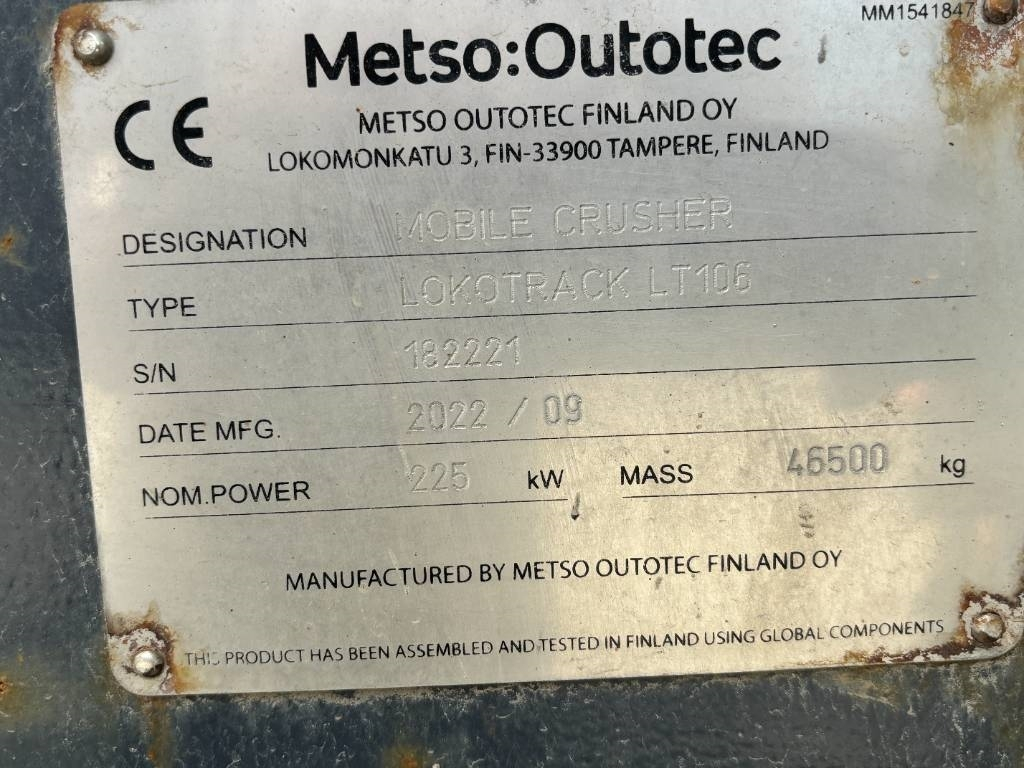 MM1541847
Metso:Outotec
CE
METSO OUTOTEC FINLAND OY
LOKOMONKATU 3, FIN-33900 TAMPERE, FINLAND
DESIGNATION MOBILE CRUSHER
TYPE LOKOTRACK LT106
S/N 182221
DATE MFG. 2022 / 09
NOM.POWER 225 kW MASS 46500 kg
MANUFACTURED BY METSO OUTOTEC FINLAND OY
THIS PRODUCT HAS BEEN ASSEMBLED AND TESTED IN FINLAND USING GLOBAL COMPONENTS